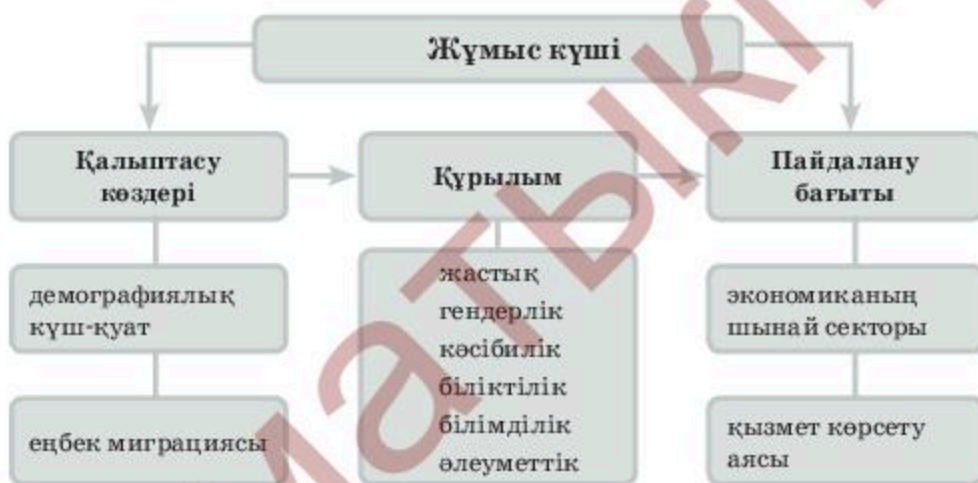 Жұмыс күші
Қалыптасу
көздері
Құрылым
Пайдалану
бағыты
демографиялық
күш-қуат
еңбек миграциясы
жастық
гендерлік
кәсібилік
біліктілік
білімділік
әлеуметтік
экономиканың
шынай секторы
қызмет көрсету
аясы